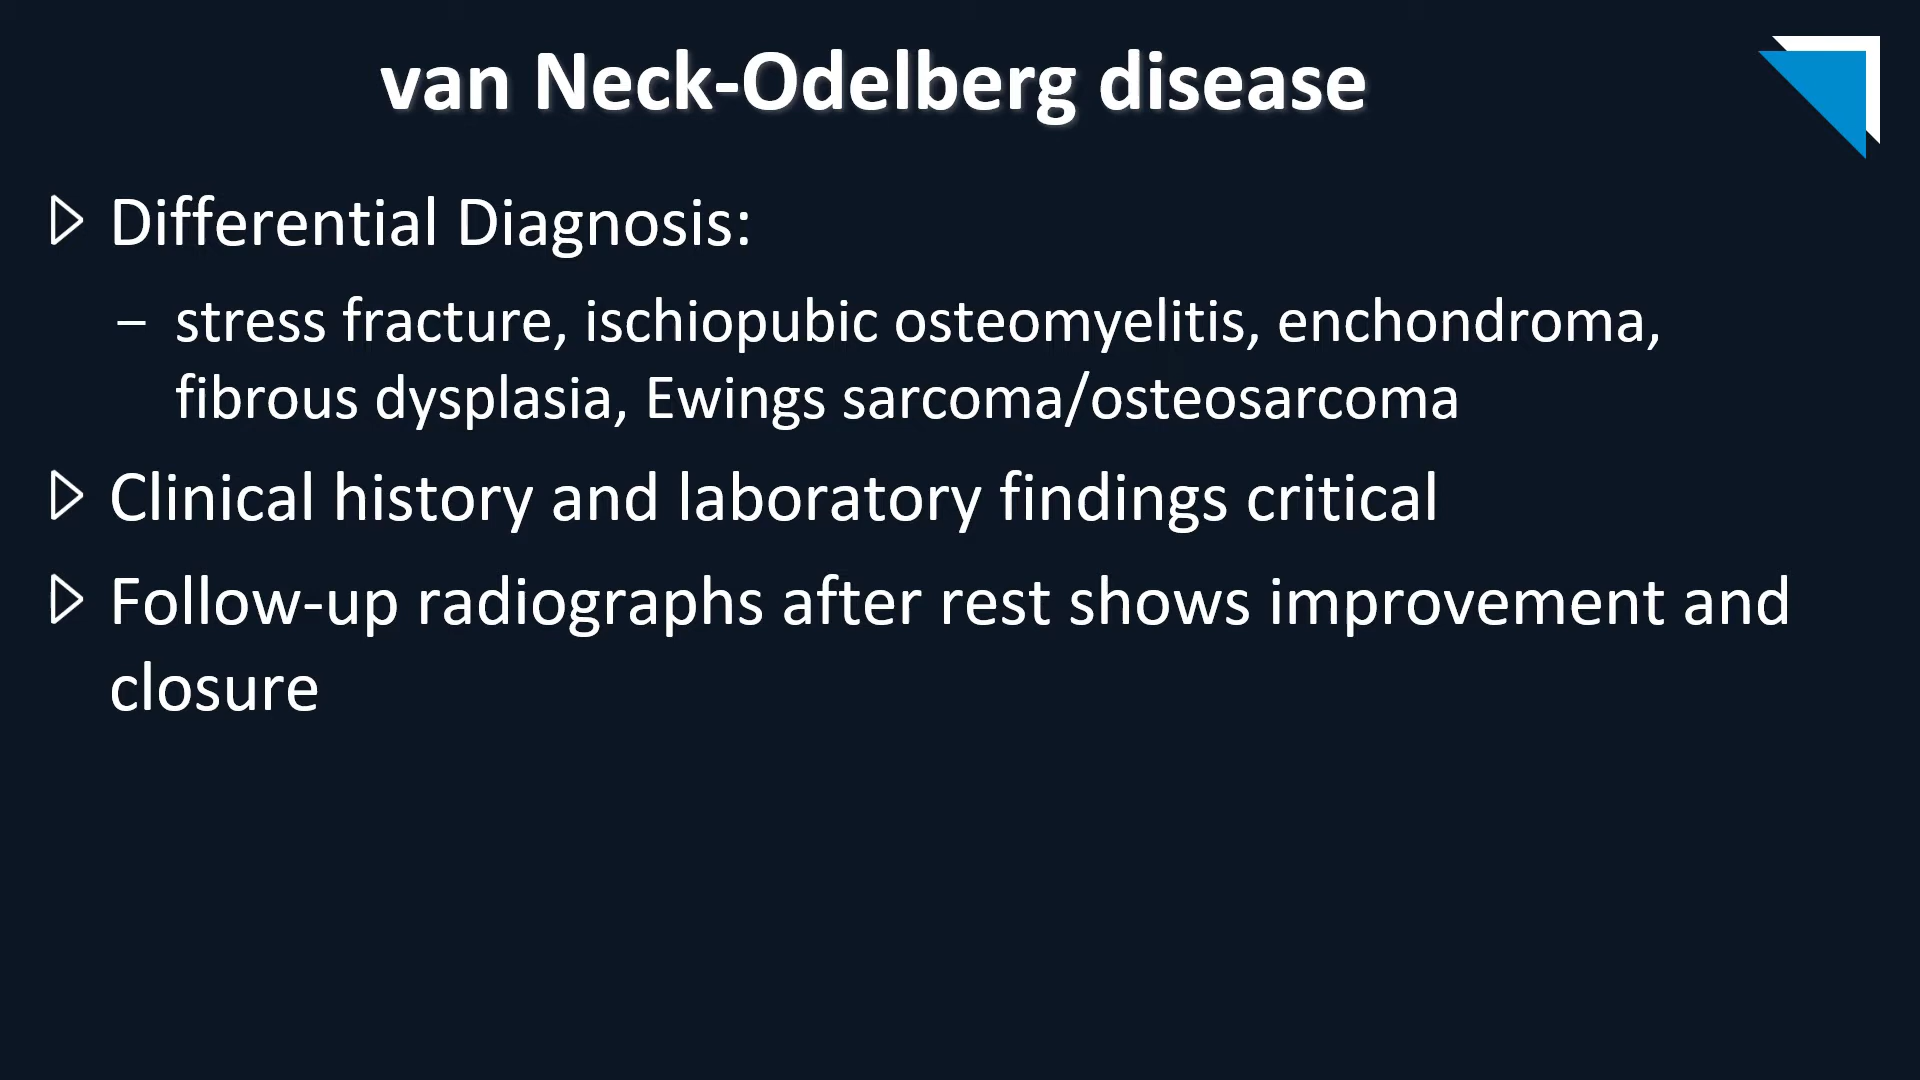 van Neck-Odelberg disease
Differential Diagnosis:
– stress fracture, ischiopubic osteomyelitis, enchondroma,
fibrous dysplasia, Ewings sarcoma/osteosarcoma
Clinical history and laboratory findings critical
Follow-up radiographs after rest shows improvement and
closure